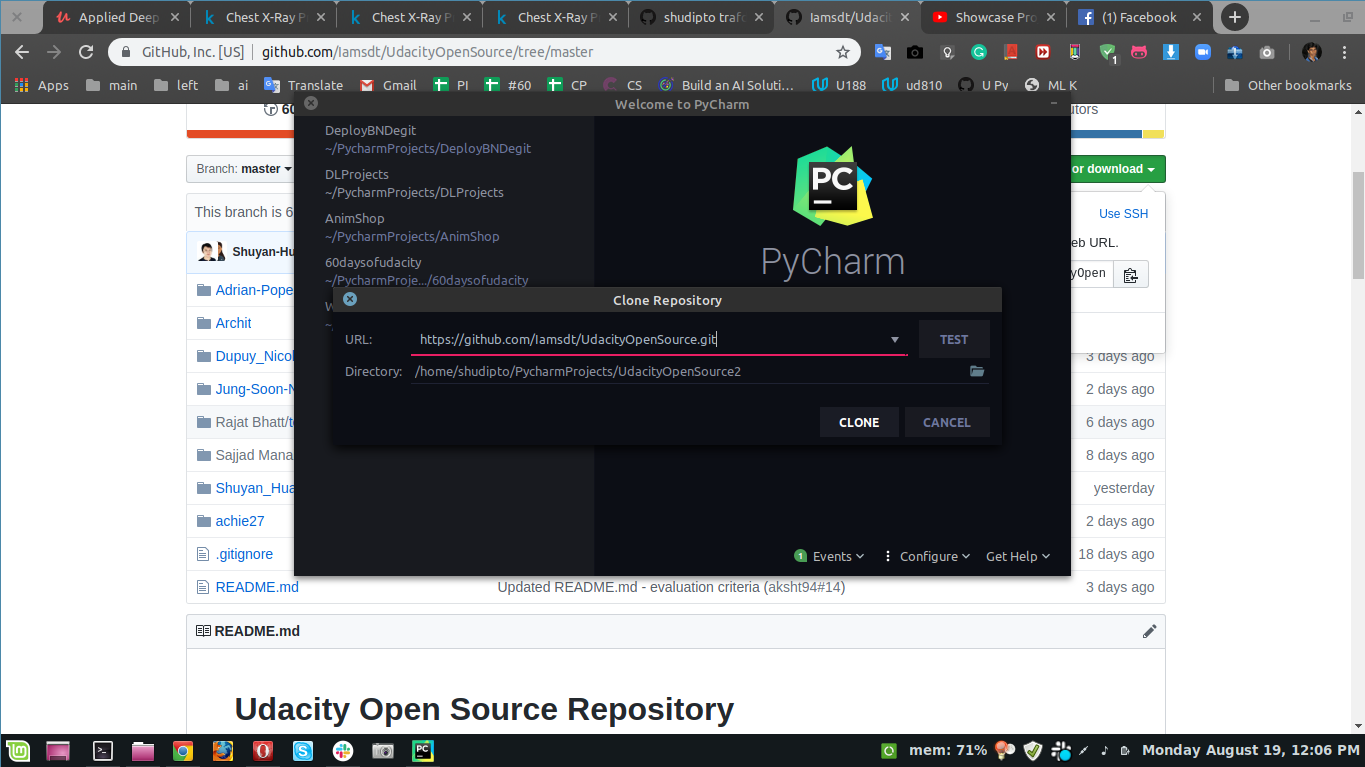 Applied Deep
Chest X-Ray P
Chest X-Ray P
Chest X-Ray P
shudipto trafo
Iamsdt/Udaci
Showcase Pro
(1) Facebook
GitHub, Inc. [US]
github.com/Iamsdt/UdacityOpenSource/tree/master
1
Apps
main
left
ai
Translate
Gmail
PI
#60
CP
CS
Build an AI Soluti…
U188
ud810
U Py
ML K
Other bookmarks
60
utors
Welcome to PyCharm
DeployBNDegit
~/PycharmProjects/DeployBNDegit
DLProjects
~/PycharmProjects/DLProjects
AnimShop
~/PycharmProjects/AnimShop
60daysofudacity
~/PycharmProje.../60daysofudacity
W
~/
PC
PyCharm
Branch: master
or download
This branch is 6
Use SSH
eb URL.
yOpen
Shuyan-Hu
Adrian-Pope
Archit
Dupuy_Nicol
3 days ago
Jung-Soon-N
2 days ago
Rajat Bhatt/te
6 days ago
Sajjad Mana
8 days ago
Shuyan_Hua
yesterday
achie27
2 days ago
.gitignore
18 days ago
README.md
Updated README.md - evaluation criteria (aksht94#14)
3 days ago
Clone Repository
URL:
https://github.com/Iamsdt/UdacityOpenSource.git
TEST
Directory:
/home/shudipto/PycharmProjects/UdacityOpenSource2
CLONE
CANCEL
1 Events
Configure
Get Help
README.md
Udacity Open Source Repository
mem: 71%
Monday August 19, 12:06 PM